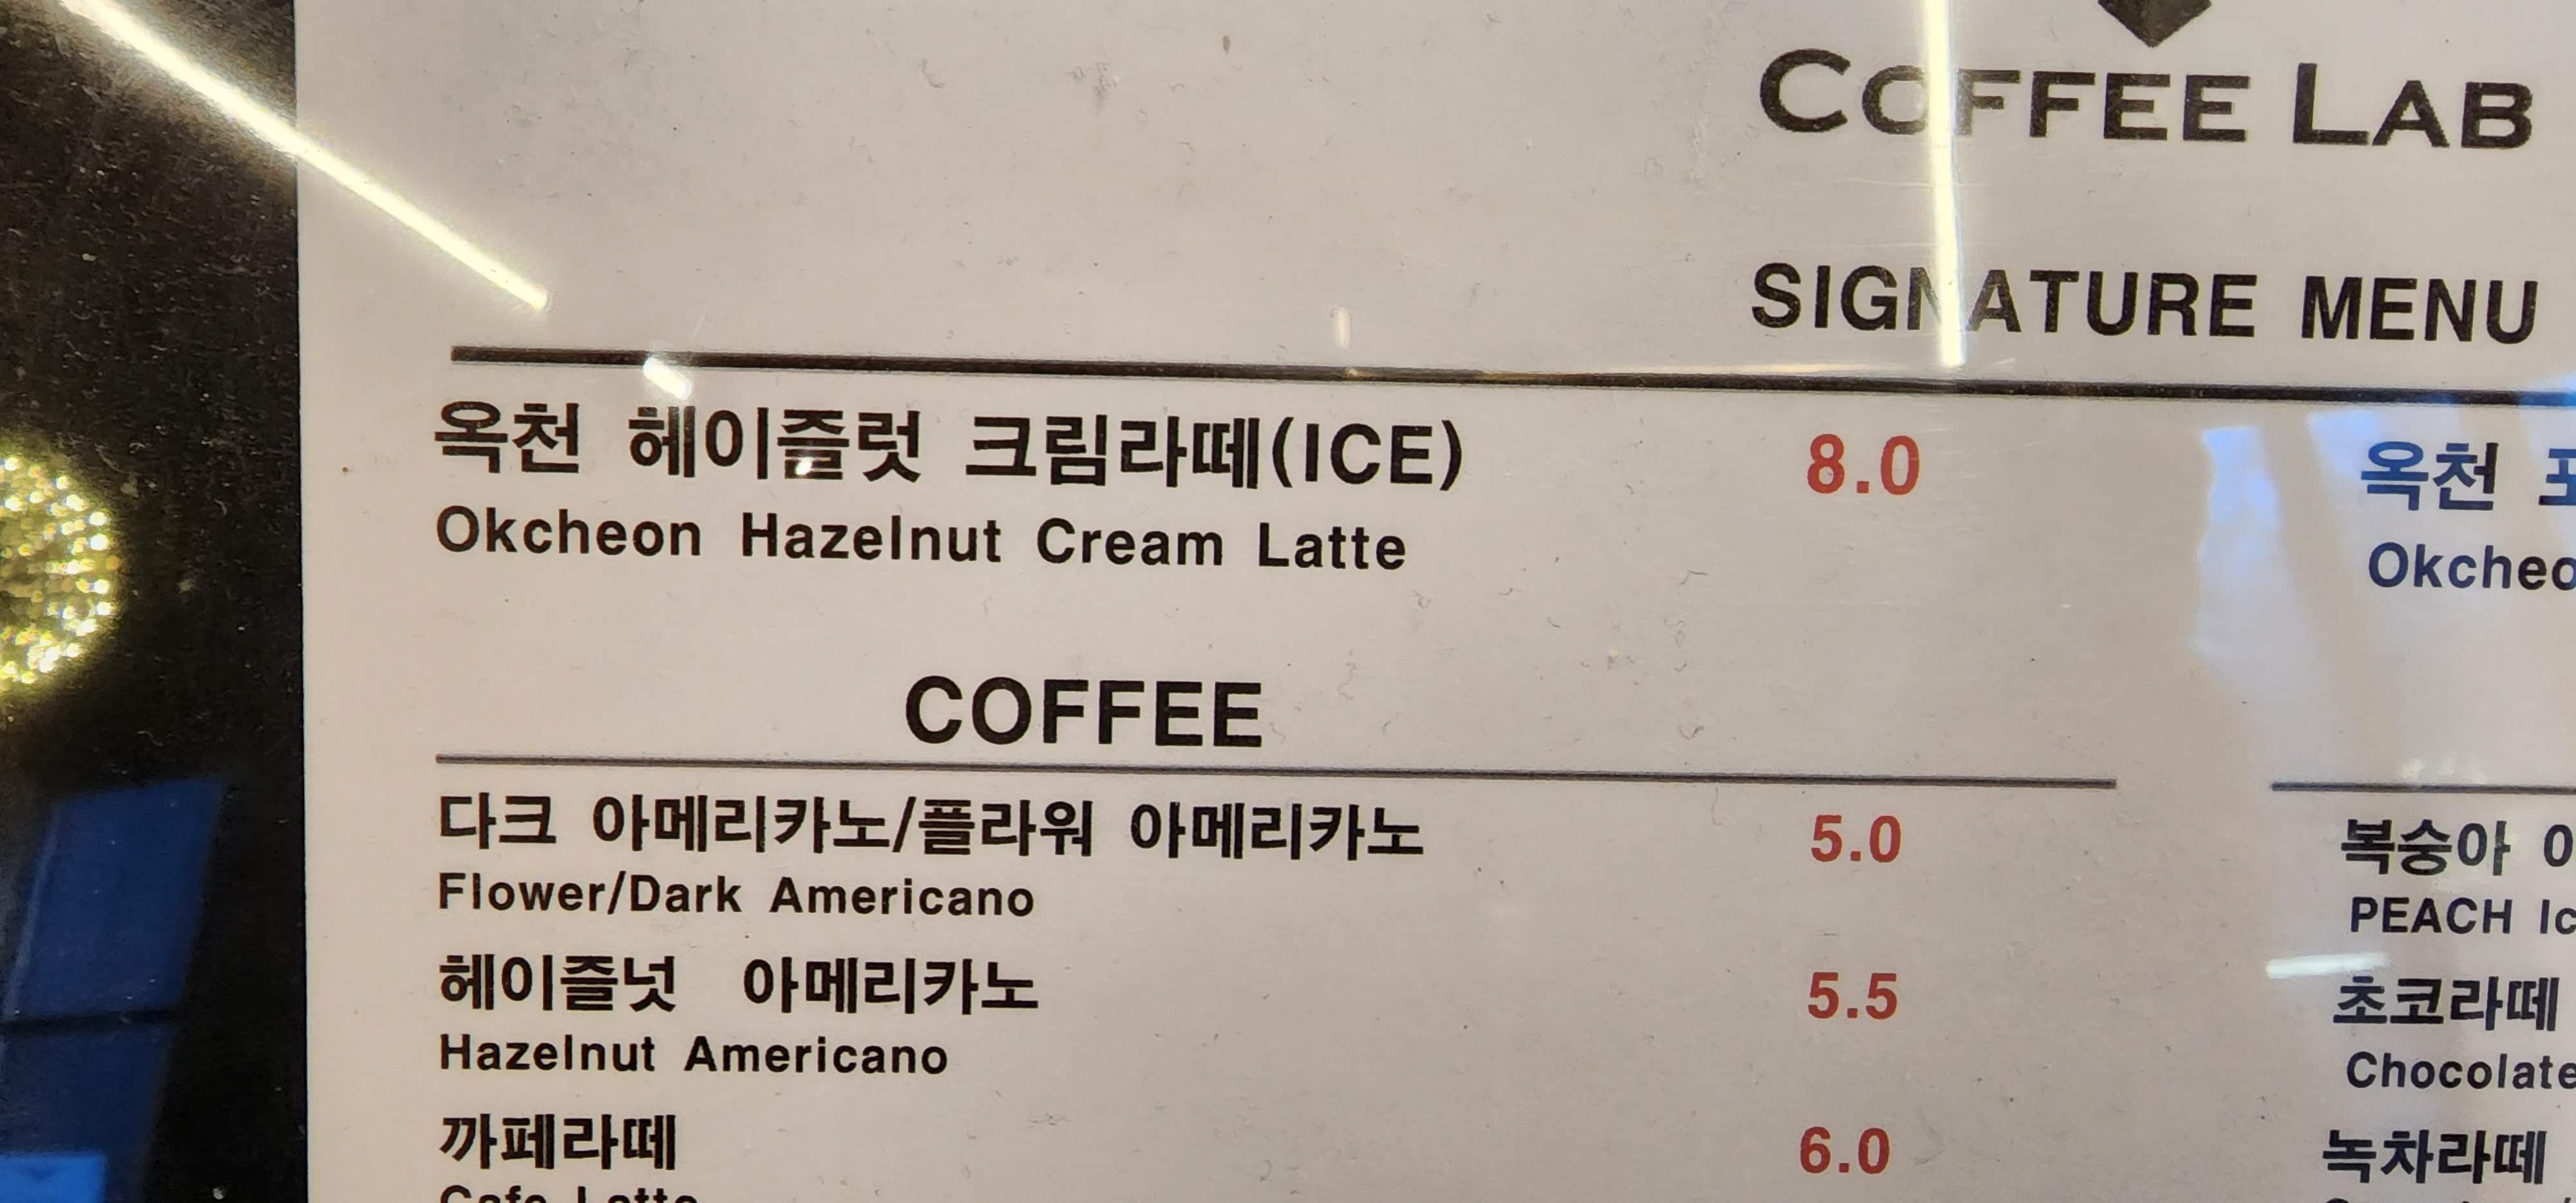 COFFEE LAB
SIGNATURE MENU
옥천 헤이즐럿 크림라떼(ICE) 8.0
Okcheon Hazelnut Cream Latte
옥천
COFFEE
다크 아메리카노/플라워 아메리카노 5.0
Flower/Dark Americano
헤이즐넛 아메리카노 5.5
Hazelnut Americano
까페라떼 6.0
Cafe Latte
복숭아
PEACH
초코라떼
Chocolate
녹차라떼